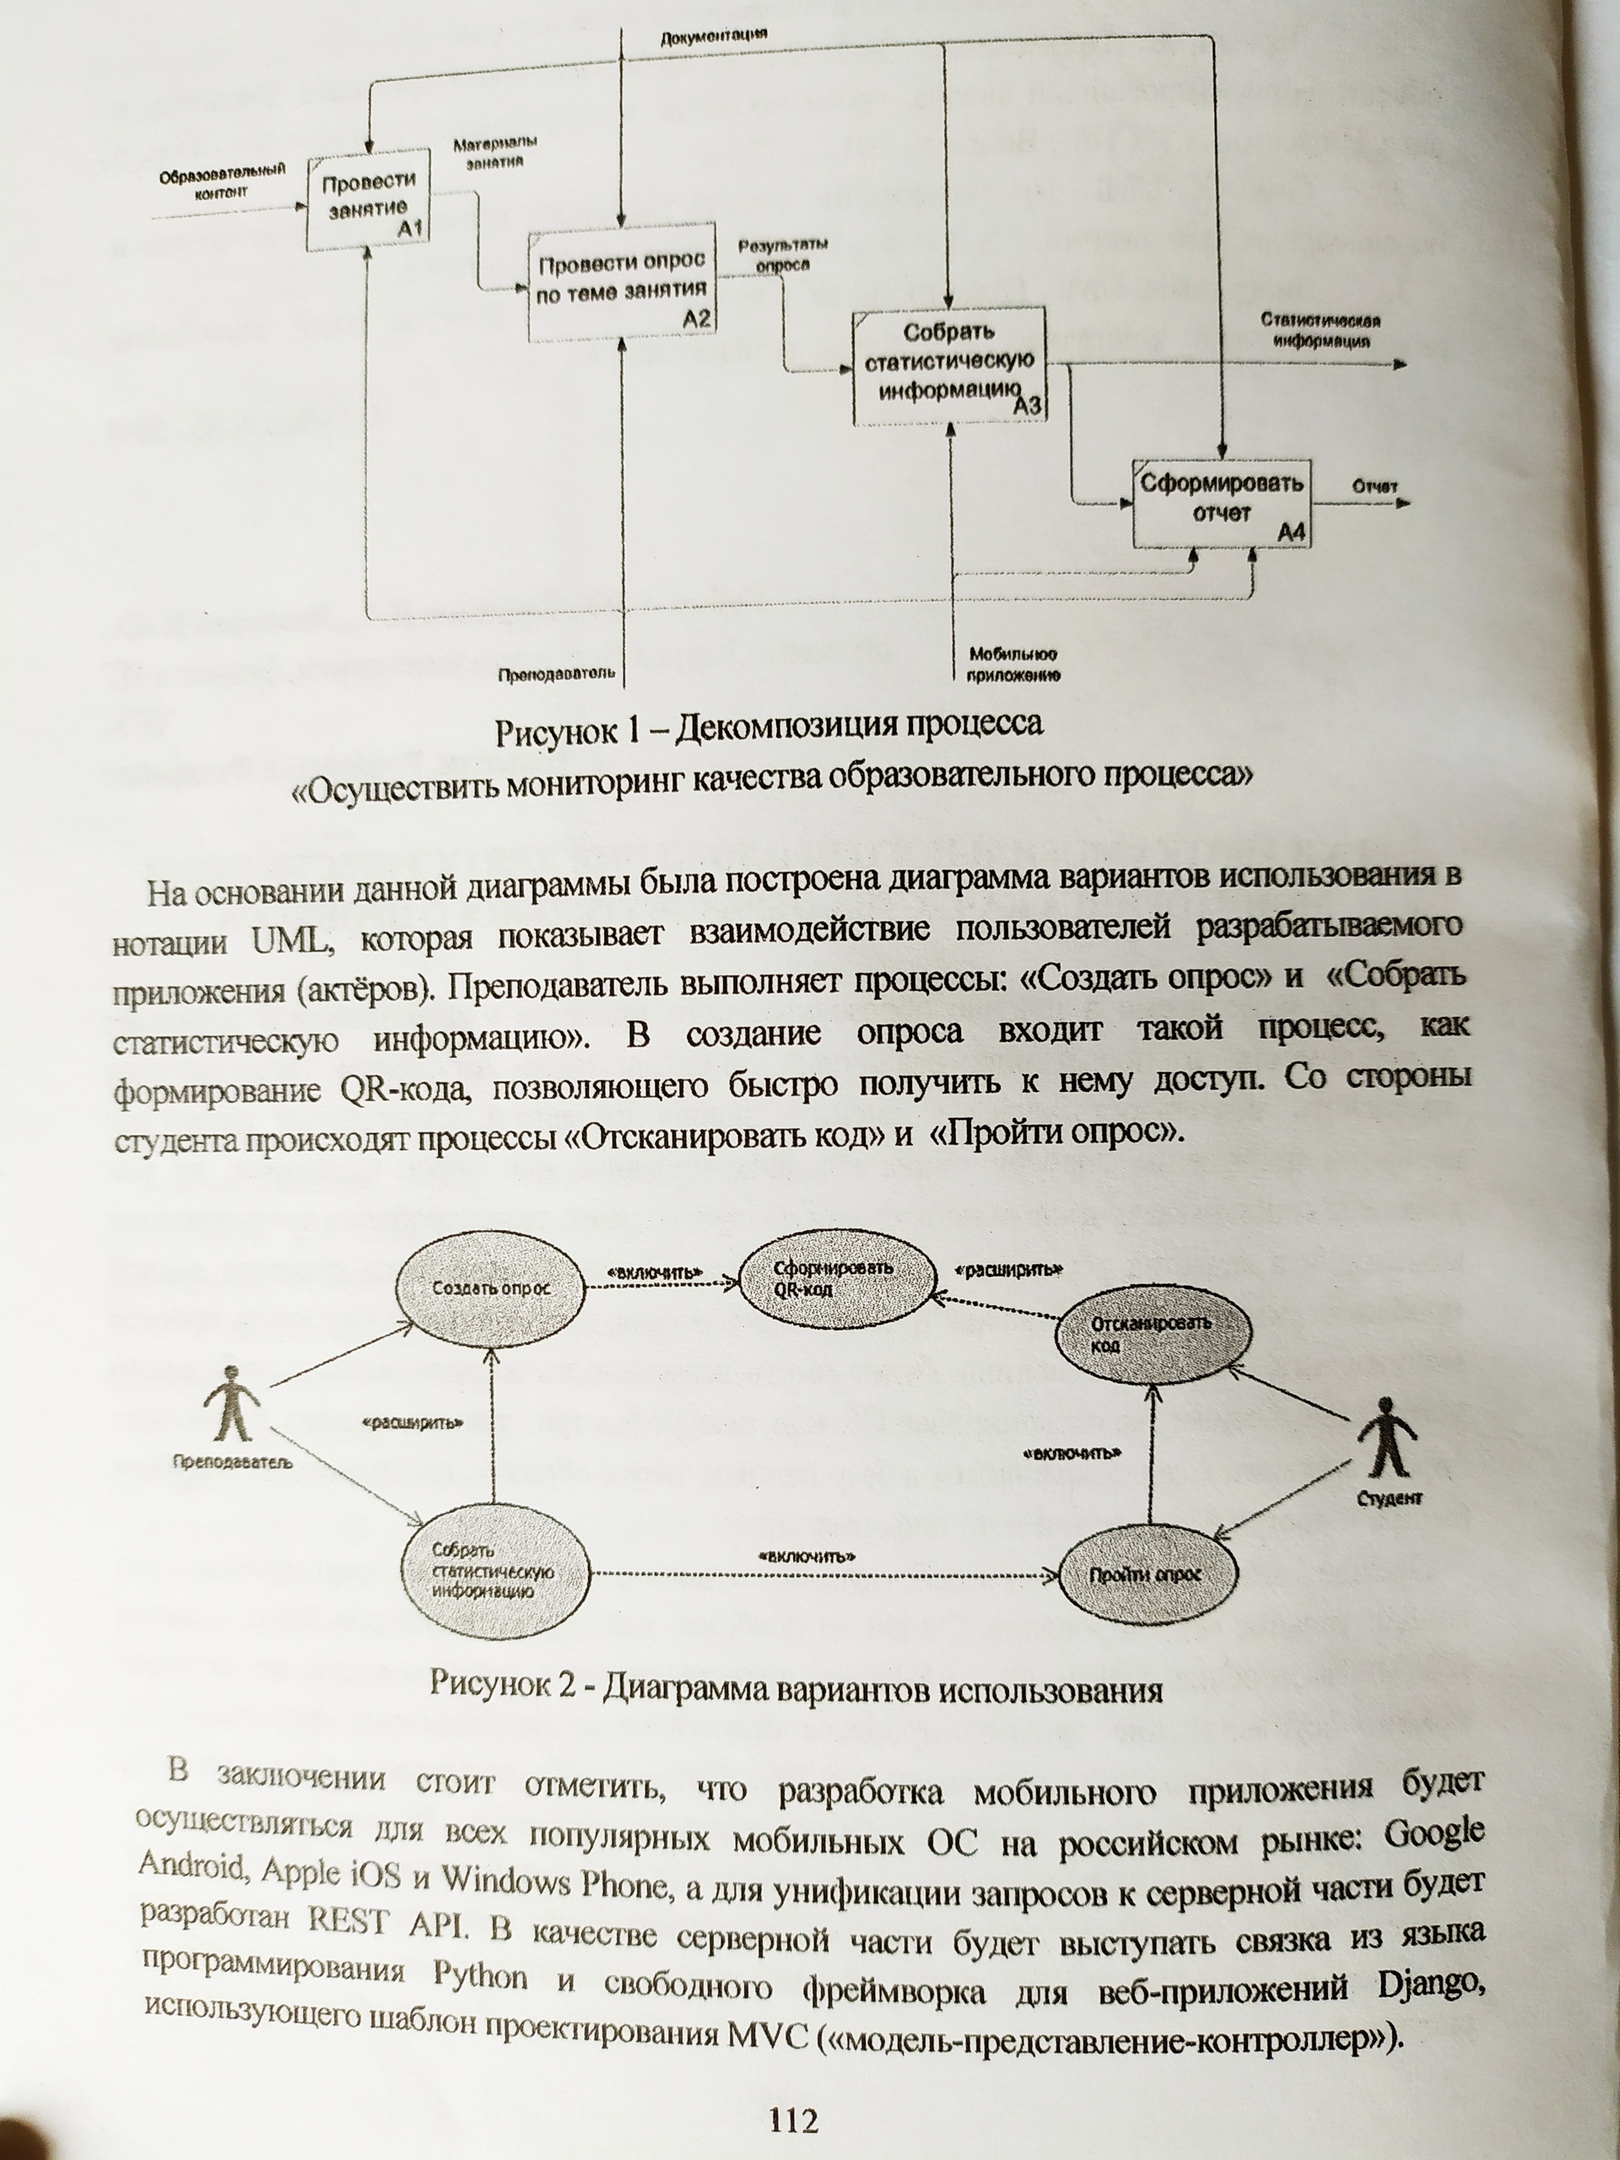 Документация
Образовательный
контент
Провести
занятие
А1
Материалы
занятия
Провести опрос
по теме занятия
А2
Результаты
опроса
Собрать
статистическую
информацию
А3
Статистическая
информация
Сформировать
отчет
А4
Отчет
Преподаватель
Мобильное
приложение
Рисунок 1 – Декомпозиция процесса
«Осуществить мониторинг качества образовательного процесса»
На основании данной диаграммы была построена диаграмма вариантов использования в
нотации UML, которая показывает взаимодействие пользователей разрабатываемого
приложения (актёров). Преподаватель выполняет процессы: «Создать опрос» и «Собрать
статистическую информацию». В создание опроса входит такой процесс, как
формирование QR-кода, позволяющего быстро получить к нему доступ. Со стороны
студента происходят процессы «Отсканировать код» и «Пройти опрос».
Создать опрос
«включить»
Сформировать
QR-код
«расширить»
Отсканировать
код
Преподаватель
«расширить»
«включить»
Студент
Собрать
статистическую
информацию
«включить»
Пройти опрос
Рисунок 2 - Диаграмма вариантов использования
В заключении стоит отметить, что разработка мобильного приложения будет
осуществляться для всех популярных мобильных ОС на российском рынке: Google
Android, Apple iOS и Windows Phone, а для унификации запросов к серверной части будет
разработан REST API. В качестве серверной части будет выступать связка из языка
программирования Python и свободного фреймворка для веб-приложений Django,
использующего шаблон проектирования MVC («модель-представление-контроллер»).
112